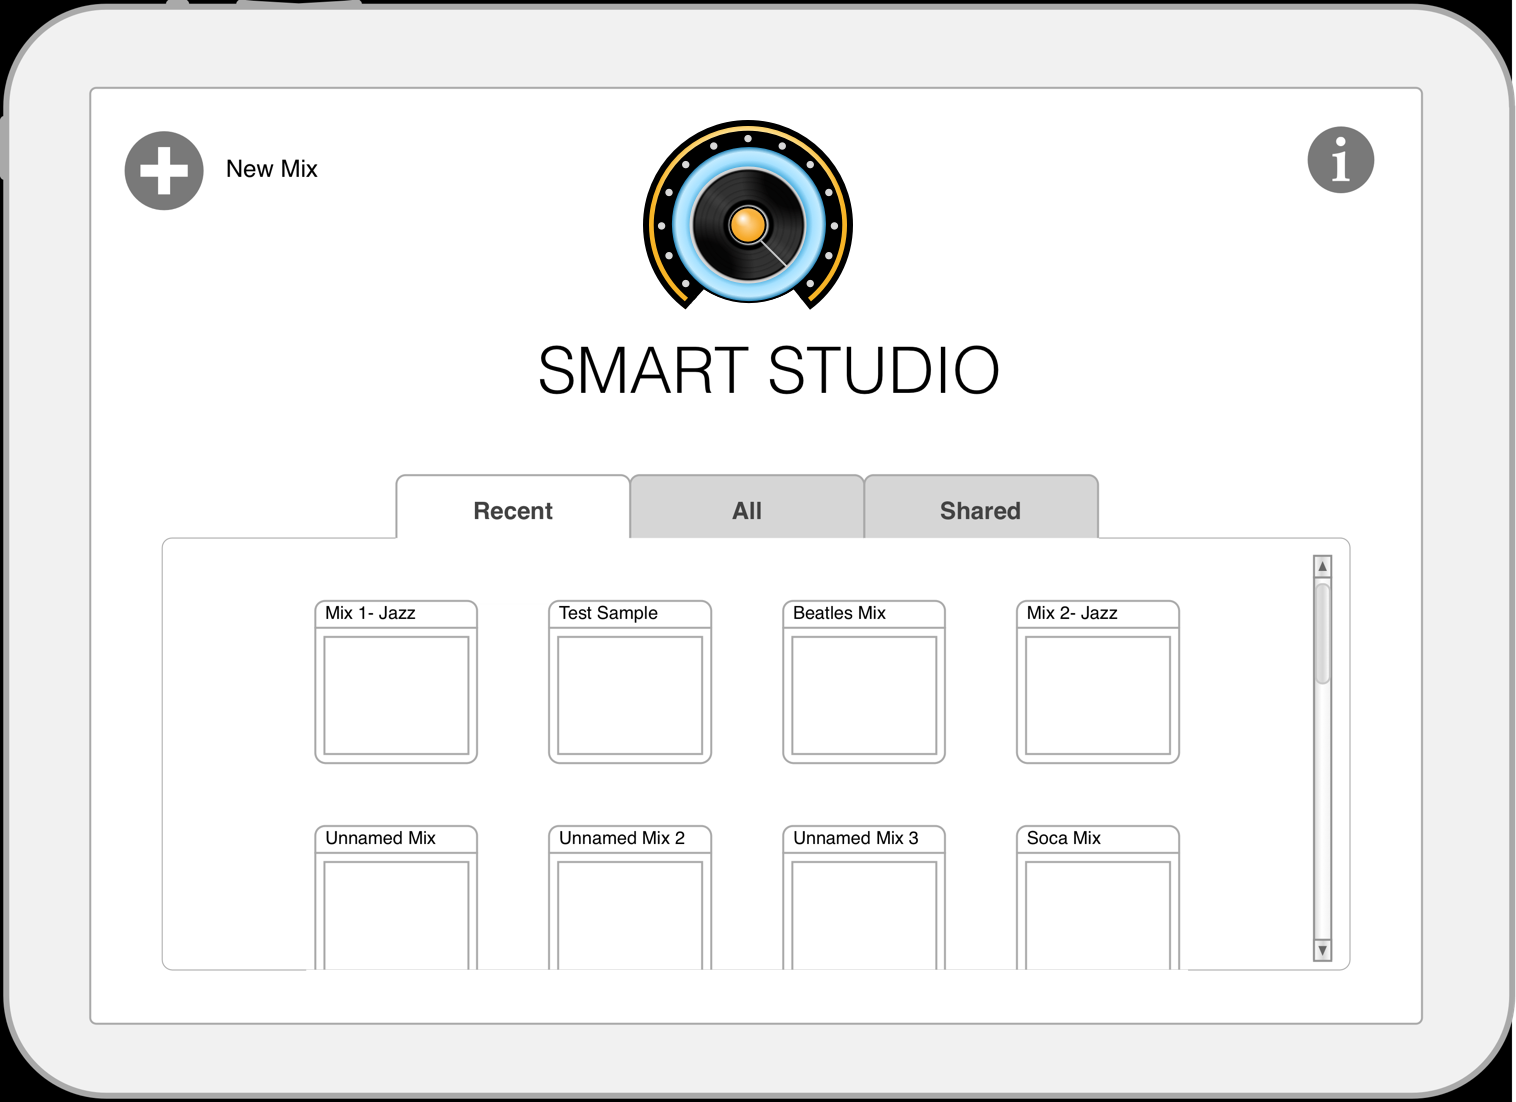 New Mix
i
SMART STUDIO
Recent All Shared
Mix 1- Jazz Test Sample Beatles Mix Mix 2- Jazz
Unnamed Mix Unnamed Mix 2 Unnamed Mix 3 Soca Mix